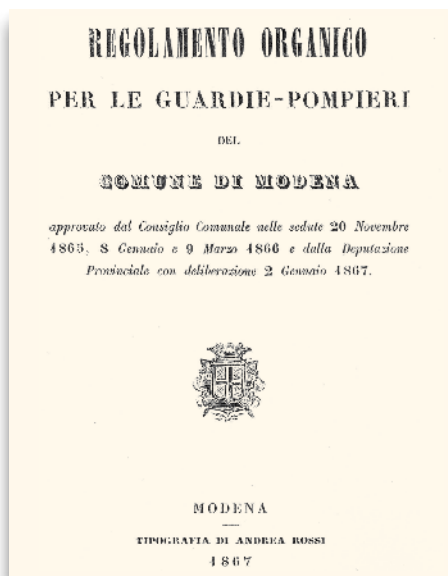 REGOLAMENTO ORGANICO
PER LE GUARDIE-POMPIERI
DEL
COMUNE DI MODENA
approvato dal Consiglio Comunale nelle sedute 20 Novembre
1865, 8 Gennaio e 9 Marzo 1866 e dalla Deputazione
Provinciale con deliberazione 2 Gennaio 1867.
MODENA
TIPOGRAFIA DI ANDREA ROSSI
1867